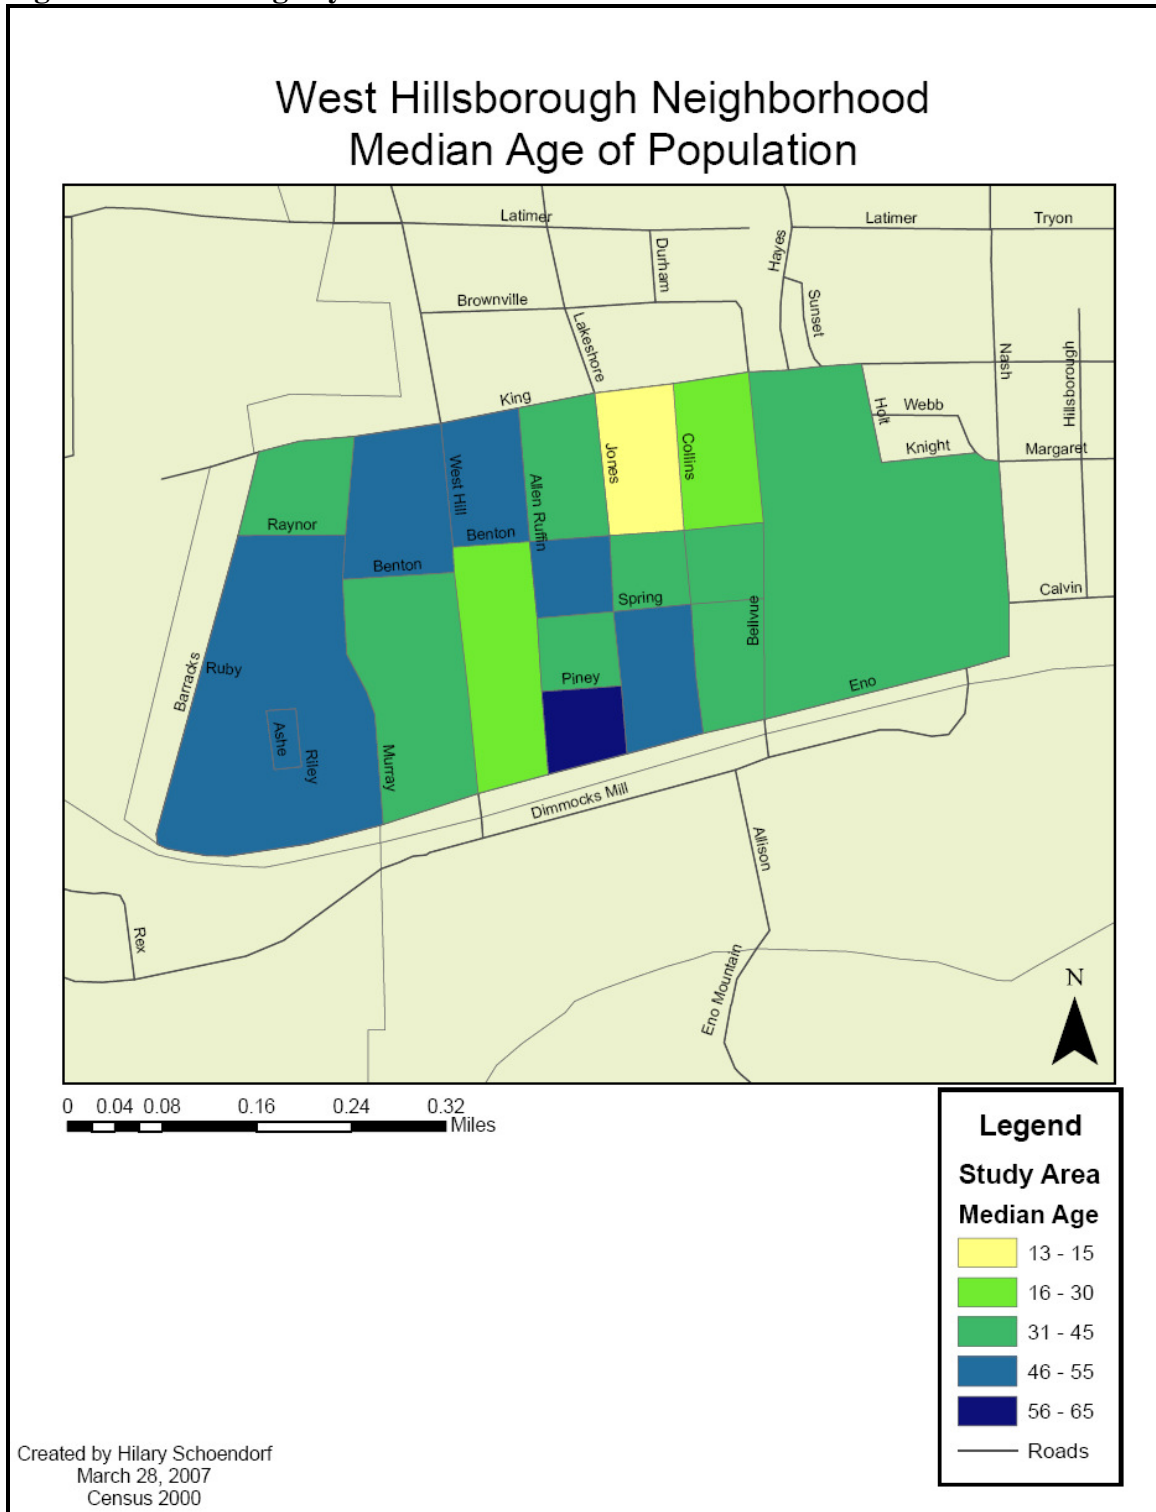 West Hillsborough Neighborhood
Median Age of Population
Latimer
Latimer
Tryon
Durham
Hayes
Brownville
Sunset
Lakeshore
Nash
Hillsborough
King
Holt
Webb
Jones
Collins
Knight
Margaret
West Hill
Allen Ruffin
Raynor
Benton
Benton
Calvin
Spring
Bellvue
Barracks
Ruby
Piney
Eno
Ashe
Riley
Murray
Dimmocks Mill
Allison
Rex
Eno Mountain
N
0 0.04 0.08 0.16 0.24 0.32
Miles
Legend
Study Area
Median Age
13 - 15
16 - 30
31 - 45
46 - 55
56 - 65
Roads
Created by Hilary Schoendorf
March 28, 2007
Census 2000